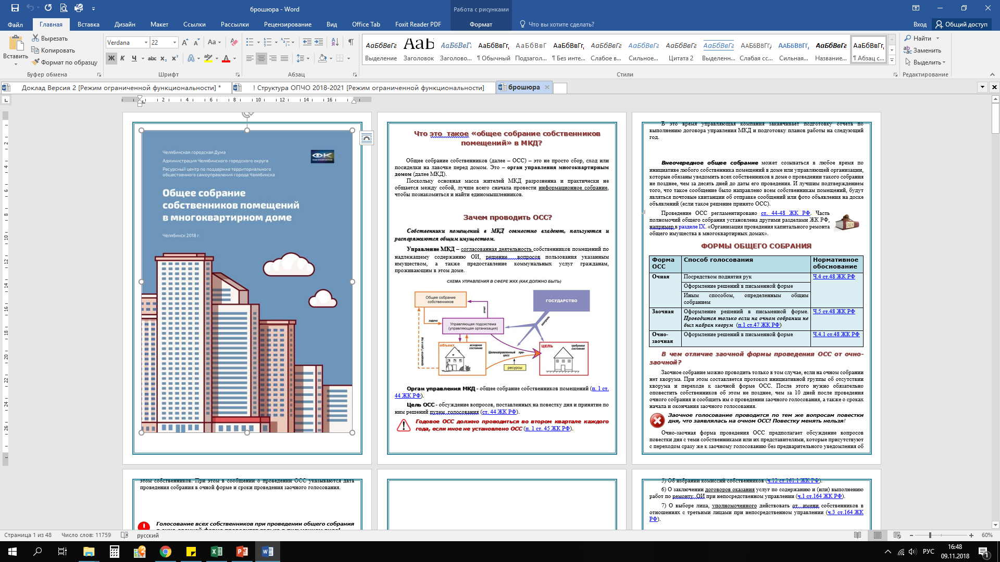 брошюра - Word
Работа с рисунками
Файл
Главная
Вставка
Дизайн
Макет
Ссылки
Рассылки
Рецензирование
Вид
Office Tab
Foxit Reader PDF
Формат
Что вы хотите сделать?
Вход
Общий доступ
Вставить
Вырезать
Копировать
Формат по образцу
Буфер обмена
Verdana
22
Шрифт
Абзац
АаБбВвГг
Выделение
АаБ
Заголовок
АаБбВвГг
Заголово...
АаБбВвГг,
¶ Обычный
АаБбВвГ
Подзагол...
АаБбВвГг,
¶ Без инте...
АаБбВвГг
Слабое в...
АаБбВвГг
Сильное...
АаБбВвГг
Цитата 2
АаБбВвГг
Выделенн...
АаБбВвГг
Слабая сс...
АаБбВвГг,
Сильная...
АаБбВвГг
Название...
АаБбВвГг,
¶ Абзац с...
Стили
Найти
Заменить
Выделить
Редактирование
Доклад Версия 2 [Режим ограниченной функциональности] *
! Структура ОПЧО 2018-2021 [Режим ограниченной функциональности]
брошюра
2 4 6 8 10 12 14 16
2
4
6
8
10
12
14
16
18
20
22
24
26
Челябинская городская Дума
Администрация Челябинского городского округа
Ресурсный центр по поддержке территориального
общественного самоуправления города Челябинска
Общее собрание
собственников помещений
в многоквартирном доме
Челябинск 2018 г.
Что это такое «общее собрание собственников
помещений» в МКД?
Общее собрание собственников (далее – ОСС) – это не просто сбор, сход или
посиделки на лавочке перед домом. Это – орган управления многоквартирным
домом (далее МКД).
Поскольку основная масса жителей МКД разрозненна и практически не
общается между собой, лучше всего сначала провести информационное собрание,
чтобы познакомиться и найти единомышленников.
Зачем проводить ОСС?
Собственники помещений в МКД совместно владеют, пользуются и
распоряжаются общим имуществом.
Управление МКД – согласованная деятельность собственников помещений по
надлежащему содержанию ОИ, решение вопросов пользования указанным
имуществом, а также предоставление коммунальных услуг гражданам,
проживающим в этом доме.
СХЕМА УПРАВЛЕНИЯ В СФЕРЕ ЖКХ (КАК ДОЛЖНО БЫТЬ)
Общее собрание
собственников
ГОСУДАРСТВО
отчет
задача
контроль
Управляющая подсистема
(управляющая организация)
проводится 1 раз в год
объект
исходное
состояние
Целенаправленный про-
цесс
ресурсы
ЦЕЛЬ
требуемое
состояние
Орган управления МКД - общее собрание собственников помещений (п. 1 ст.
44 ЖК РФ).
Цель ОСС - обсуждение вопросов, поставленных на повестку дня и принятие по
ним решений путем голосования (ст. 44 ЖК РФ).
Годовое ОСС должно проводиться во втором квартале каждого
года, если иное не установлено ОСС (п. 1 ст. 45 ЖК РФ).
В это время управляющая компания заканчивает подготовку отчета по
выполнению договора управления МКД и подготовку планов работы на следующий
год.
Внеочередное общее собрание может созываться в любое время по
инициативе любого собственника помещений в доме или управляющей организации,
которые обязаны уведомить всех собственников в доме о проведении такого собрания
не позднее, чем за десять дней до даты его проведения. И лучшим подтверждением
того, что такое сообщение было направлено всем собственникам помещений, будут
являться почтовые квитанции об отправке сообщений или фото объявления на доске
объявлений (если такое решение принято ОСС).
Проведение ОСС регламентировано ст. 44-48 ЖК РФ. Часть
полномочий общего собрания установлена другими разделами ЖК РФ,
например в разделе IX. «Организация проведения капитального ремонта
общего имущества в многоквартирных домах».
ФОРМЫ ОБЩЕГО СОБРАНИЯ
Форма ОСС
Способ голосования
Нормативное обоснование
Очная
Посредством поднятия рук
Ч.4 ст.48 ЖК РФ
Оформление решений в письменной форме
Иным способом, определенным общим
собранием
Заочная
Оформление решений в письменной форме.
Проводится только если на очном собрании не
был набран кворум (п.1 ст.47 ЖК РФ)
Ч.5 ст.48 ЖК РФ
Очно-
заочная
Оформление решений в письменной форме
Ч.4.1 ст.48 ЖК РФ
В чем отличие заочной формы проведения ОСС от очно-
заочной?
Заочное собрание можно проводить только в том случае, если на очном собрании
нет кворума. При этом составляется протокол инициативной группы об отсутствии
кворума и переходе к заочной форме ОСС. После этого нужно обязательно
оповестить собственников об этом не позднее, чем за 10 дней после проведения
очного собрания и сообщить им о проведении заочного голосования, а также о сроках
начала и окончания заочного голосования.
Заочное голосование проводится по тем же вопросам повестки
дня, что заявлялась на очном ОСС! Повестку менять нельзя!
Очно-заочная форма проведения ОСС предполагает обсуждение вопросов
повестки дня с теми собственниками или их представителями, которые присутствуют
с переходом сразу же к заочному голосованию без предварительного уведомления об
этом собственников. При этом в сообщении о проведении ОСС указываются дата
проведения собрания в очной форме и сроки проведения заочного голосования.
Голосование всех собственников при проведении общего собрания
5) Об избрании комиссий собственников (ч.12 ст.161.1 ЖК РФ).
6) О заключении договоров оказания услуг по содержанию и (или) выполнению
работ по ремонту ОИ при непосредственном управлении (ч.1 ст.164 ЖК РФ).
7) О выборе лица, уполномоченного действовать от имени собственников в
отношениях с третьими лицами при непосредственном управлении (ч.3 ст.164 ЖК
РФ).
Страница 1 из 48
Число слов: 11759
русский
60%
РУС
16:48
09.11.2018